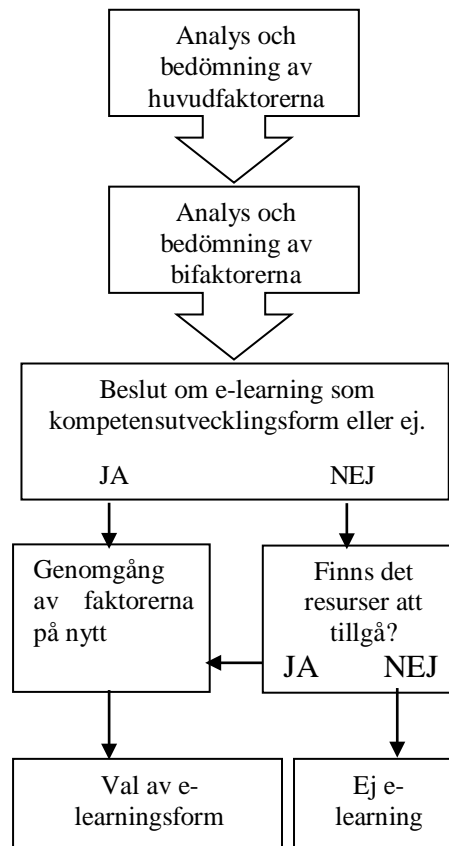 Analys och
bedömning av
huvudfaktorerna
Analys och
bedömning av
bifaktorerna
Beslut om e-learning som
kompetensutvecklingsform eller ej.
JA NEJ
Genomgång
av faktorerna
på nytt
Finns det
resurser att
tillgå?
JA NEJ
Val av e-
learningsform
Ej e-
learning